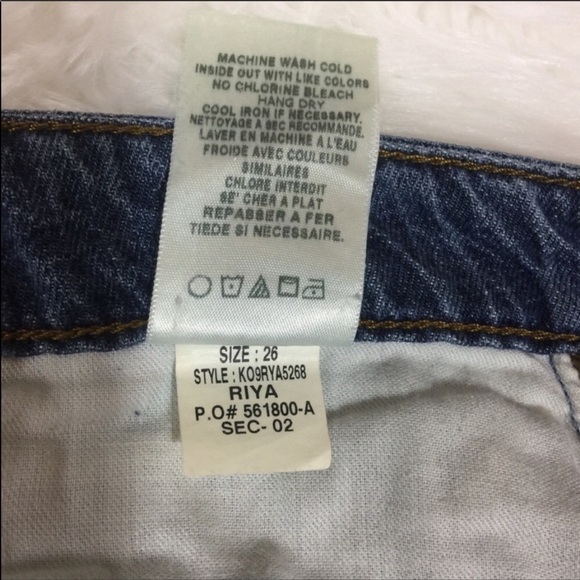 MACHINE WASH COLD
INSIDE OUT WITH LIKE COLORS
NO CHLORINE BLEACH
HANG DRY
COOL IRON IF NECESSARY.
NETTOYAGE A SEC RECOMMANDE.
LAVER EN MACHINE À L'EAU
FROIDE AVEC COULEURS
SIMILAIRES
CHLORE INTERDIT
SE' CHER A PLAT
REPASSER A FER
TIEDE SI NECESSAIRE.
SIZE : 26
STYLE : KO9RYA5268
RIYA
P.O# 561800-A
SEC- 02